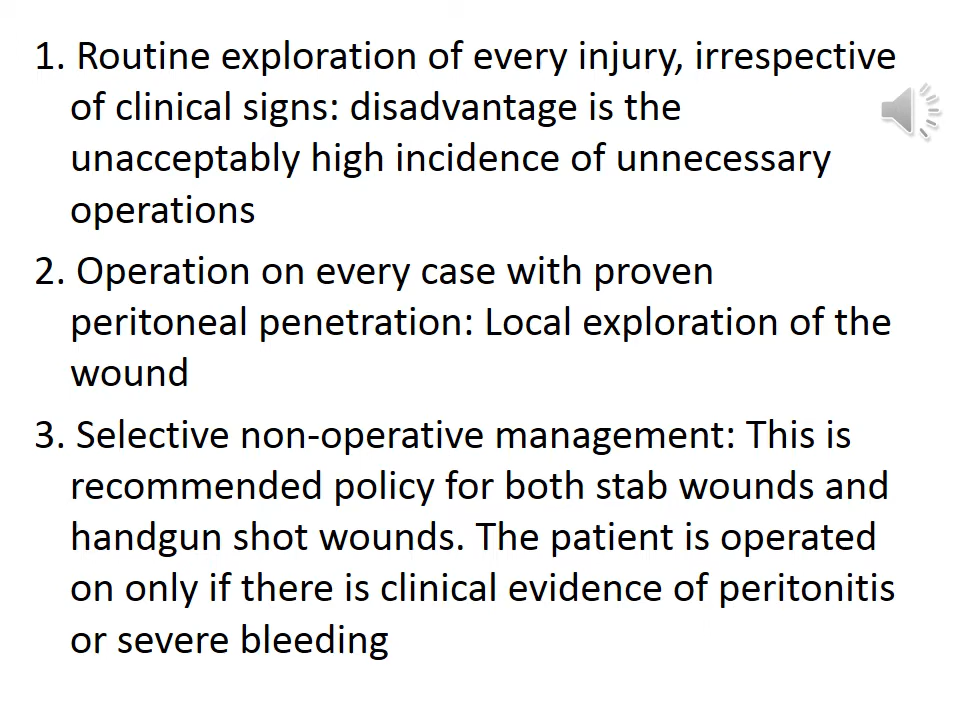 1. Routine exploration of every injury, irrespective
of clinical signs: disadvantage is the
unacceptably high incidence of unnecessary
operations
2. Operation on every case with proven
peritoneal penetration: Local exploration of the
wound
3. Selective non-operative management: This is
recommended policy for both stab wounds and
handgun shot wounds. The patient is operated
on only if there is clinical evidence of peritonitis
or severe bleeding